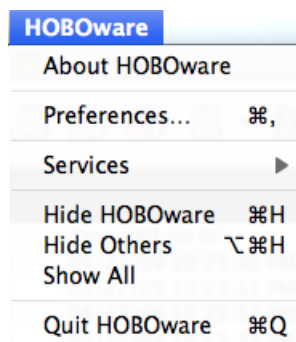 HOBOware
About HOBOware
Preferences... ⌘,
Services ▶
Hide HOBOware ⌘H
Hide Others ⌥⌘H
Show All
Quit HOBOware ⌘Q